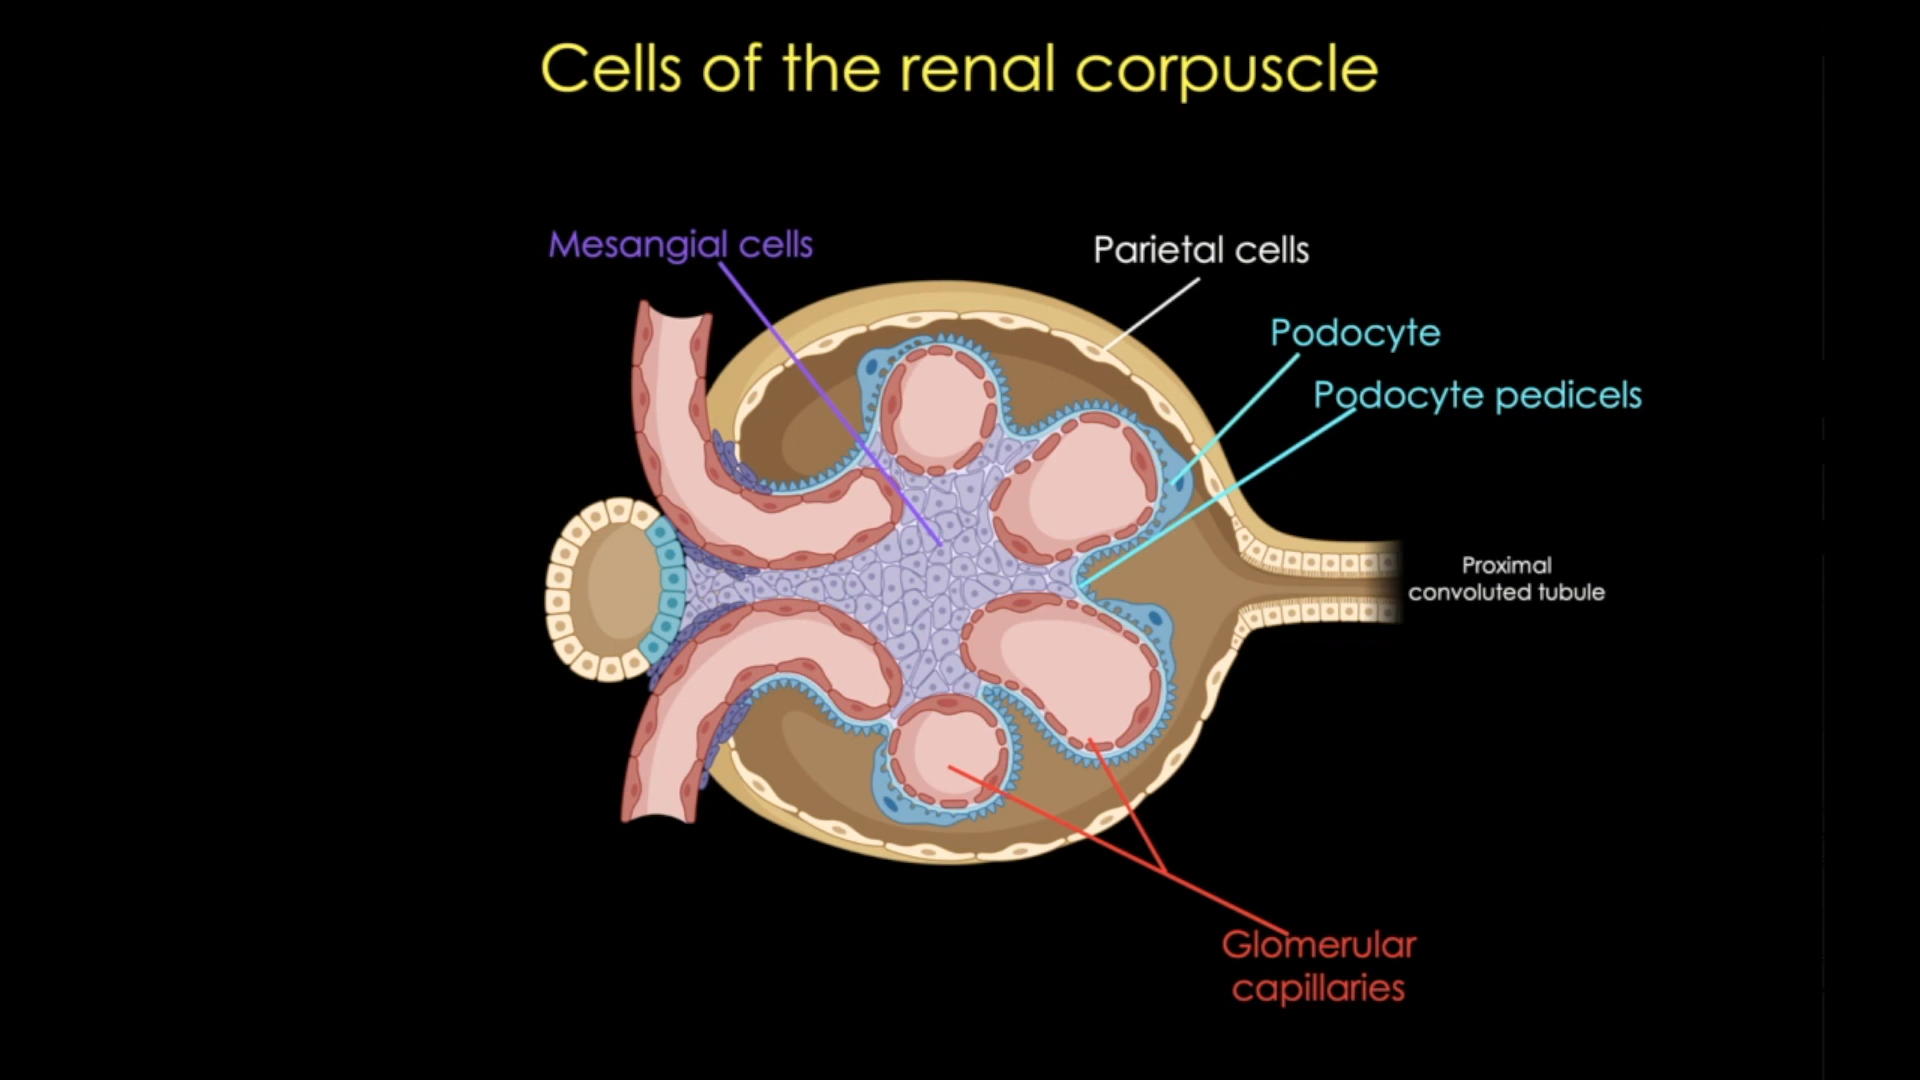 Cells of the renal corpuscle
Mesangial cells
Parietal cells
Podocyte
Podocyte pedicels
Proximal
convoluted tubule
Glomerular
capillaries